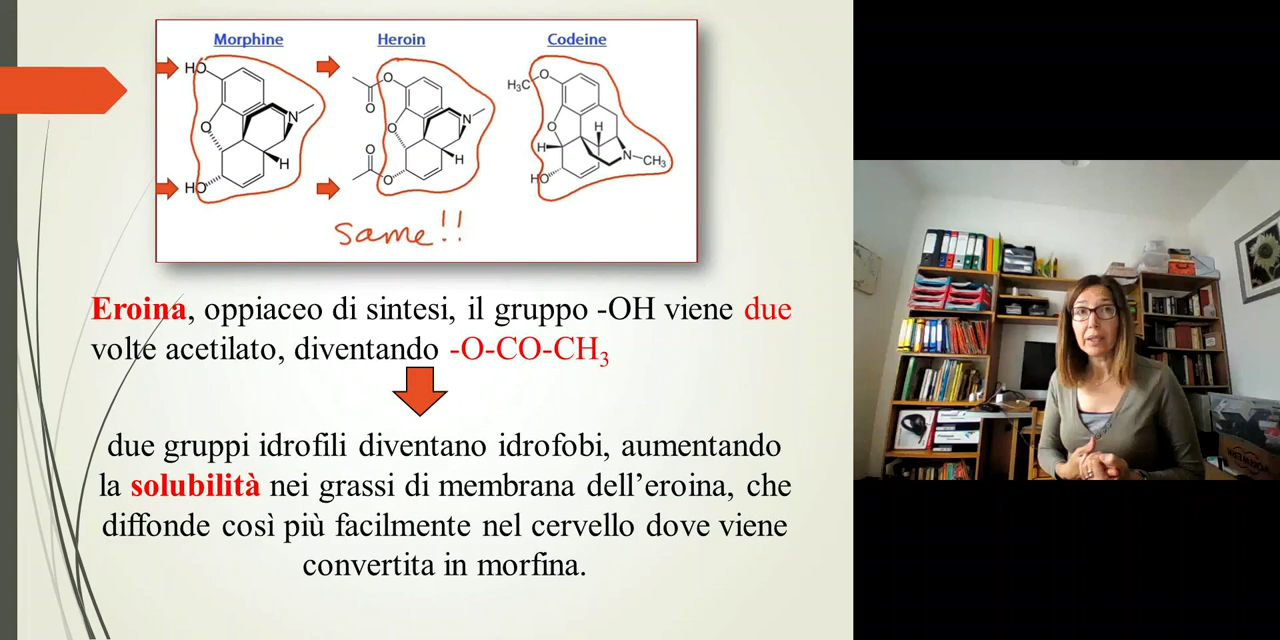 Morphine Heroin Codeine
HO O N H HO
O O O N H O O
H₃C O O H H N CH₃ HO
same!!
Eroina, oppiaceo di sintesi, il gruppo -OH viene due
volte acetilato, diventando -O-CO-CH₃
due gruppi idrofili diventano idrofobi, aumentando
la solubilità nei grassi di membrana dell’eroina, che
diffonde così più facilmente nel cervello dove viene
convertita in morfina.